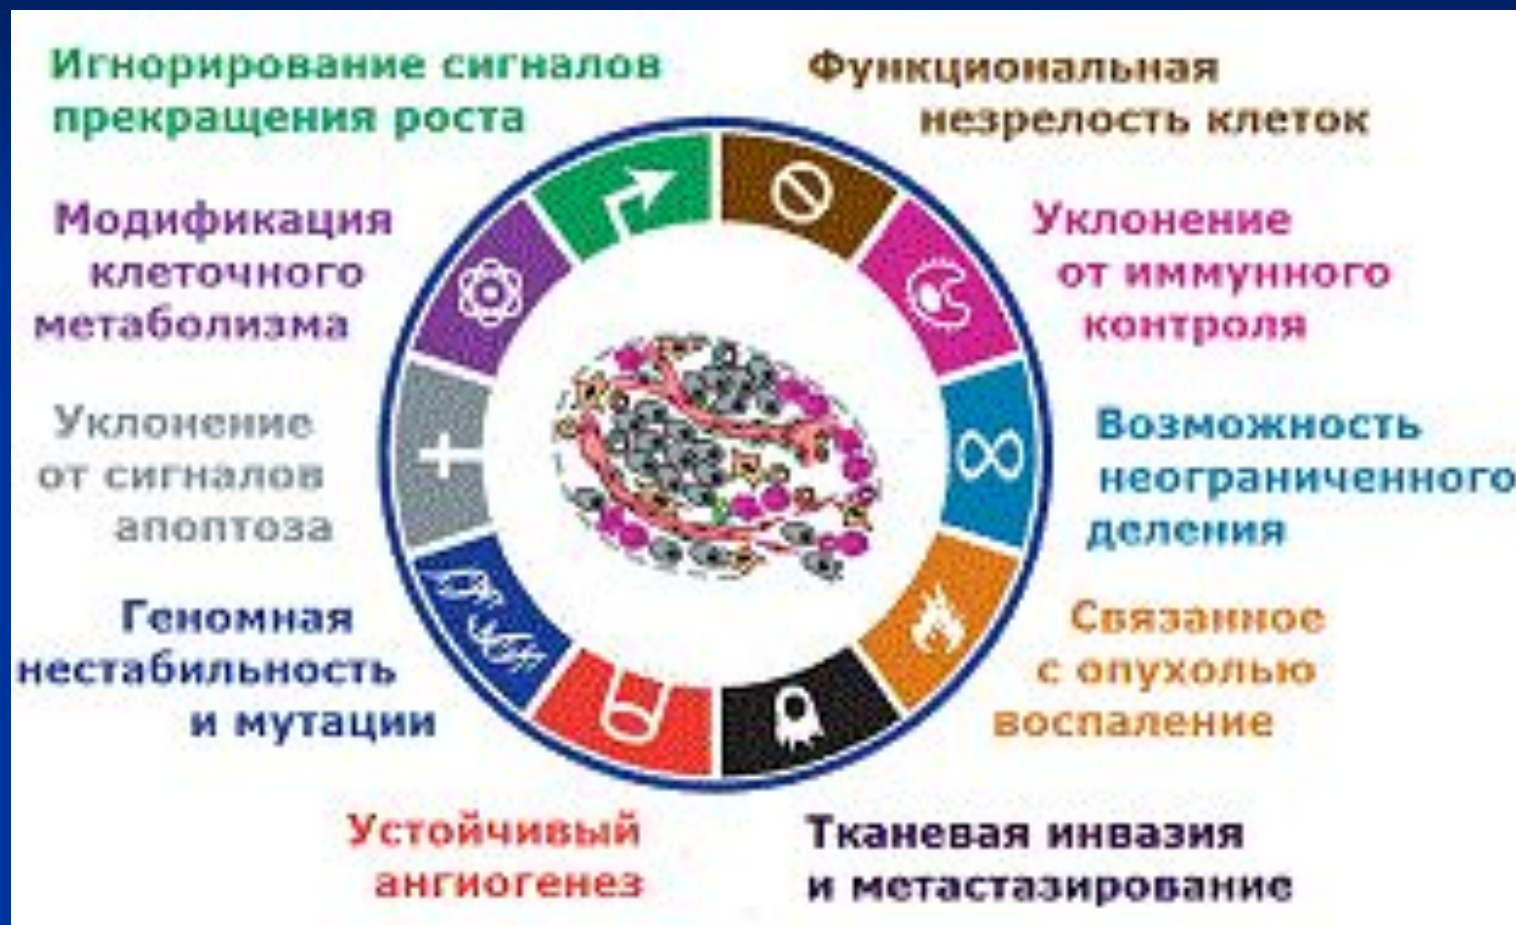 Игнорирование сигналов
прекращения роста
Функциональная
незрелость клеток
Модификация
клеточного
метаболизма
Уклонение
от иммунного
контроля
Уклонение
от сигналов
апоптоза
Возможность
неограниченного
деления
Геномная
нестабильность
и мутации
Связанное
с опухолью
воспаление
Устойчивый
ангиогенез
Тканевая инвазия
и метастазирование